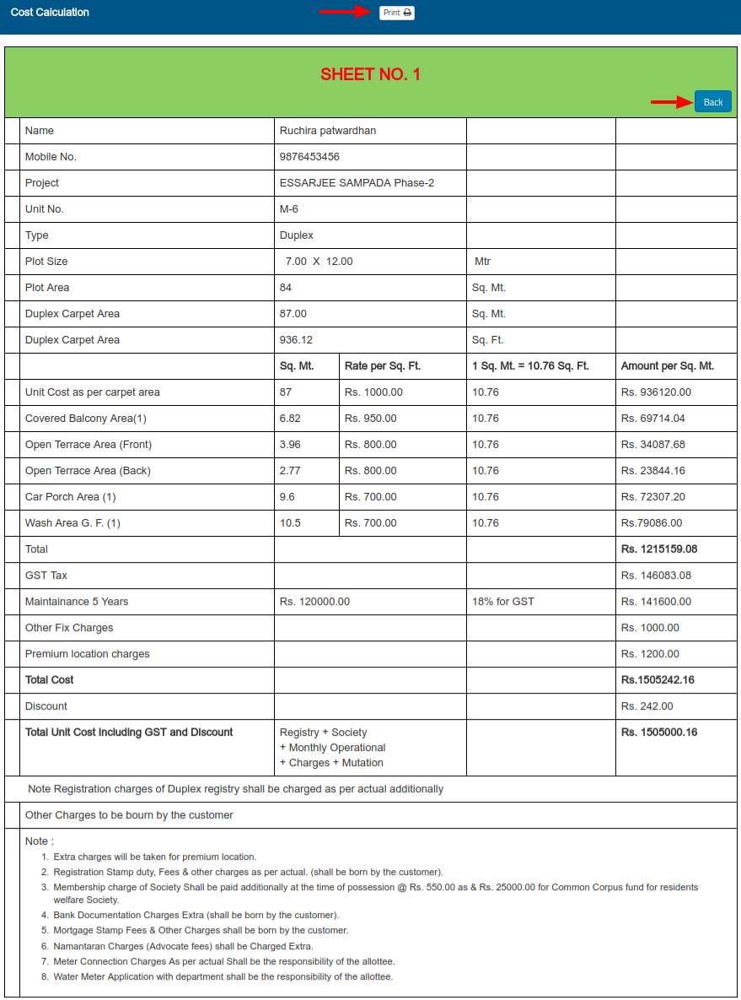 Cost Calculation
Print
SHEET NO. 1
Back
Name Ruchira patwardhan
Mobile No. 9876453456
Project ESSARJEE SAMPADA Phase-2
Unit No. M-6
Type Duplex
Plot Size 7.00 X 12.00 Mtr
Plot Area 84 Sq. Mt.
Duplex Carpet Area 87.00 Sq. Mt.
Duplex Carpet Area 936.12 Sq. Ft.
Sq. Mt. Rate per Sq. Ft. 1 Sq. Mt. = 10.76 Sq. Ft. Amount per Sq. Mt.
Unit Cost as per carpet area 87 Rs. 1000.00 10.76 Rs. 936120.00
Covered Balcony Area(1) 6.82 Rs. 950.00 10.76 Rs. 69714.04
Open Terrace Area (Front) 3.96 Rs. 800.00 10.76 Rs. 34087.68
Open Terrace Area (Back) 2.77 Rs. 800.00 10.76 Rs. 23844.16
Car Porch Area (1) 9.6 Rs. 700.00 10.76 Rs. 72307.20
Wash Area G. F. (1) 10.5 Rs. 700.00 10.76 Rs.79086.00
Total Rs. 1215159.08
GST Tax Rs. 146083.08
Maintainance 5 Years Rs. 120000.00 18% for GST Rs. 141600.00
Other Fix Charges Rs. 1000.00
Premium location charges Rs. 1200.00
Total Cost Rs.1505242.16
Discount Rs. 242.00
Total Unit Cost Including GST and Discount Registry + Society Rs. 1505000.16
+ Monthly Operational
+ Charges + Mutation
Note Registration charges of Duplex registry shall be charged as per actual additionally
Other Charges to be bourn by the customer
Note :
1. Extra charges will be taken for premium location.
2. Registration Stamp duty, Fees & other charges as per actual. (shall be born by the customer).
3. Membership charge of Society Shall be paid additionally at the time of possession @ Rs. 550.00 as & Rs. 25000.00 for Common Corpus fund for residents
welfare Society.
4. Bank Documentation Charges Extra (shall be born by the customer).
5. Mortgage Stamp Fees & Other Charges shall be born by the customer.
6. Namantaran Charges (Advocate fees) shall be Charged Extra.
7. Meter Connection Charges As per actual Shall be the responsibility of the allottee.
8. Water Meter Application with department shall be the responsibility of the allottee.